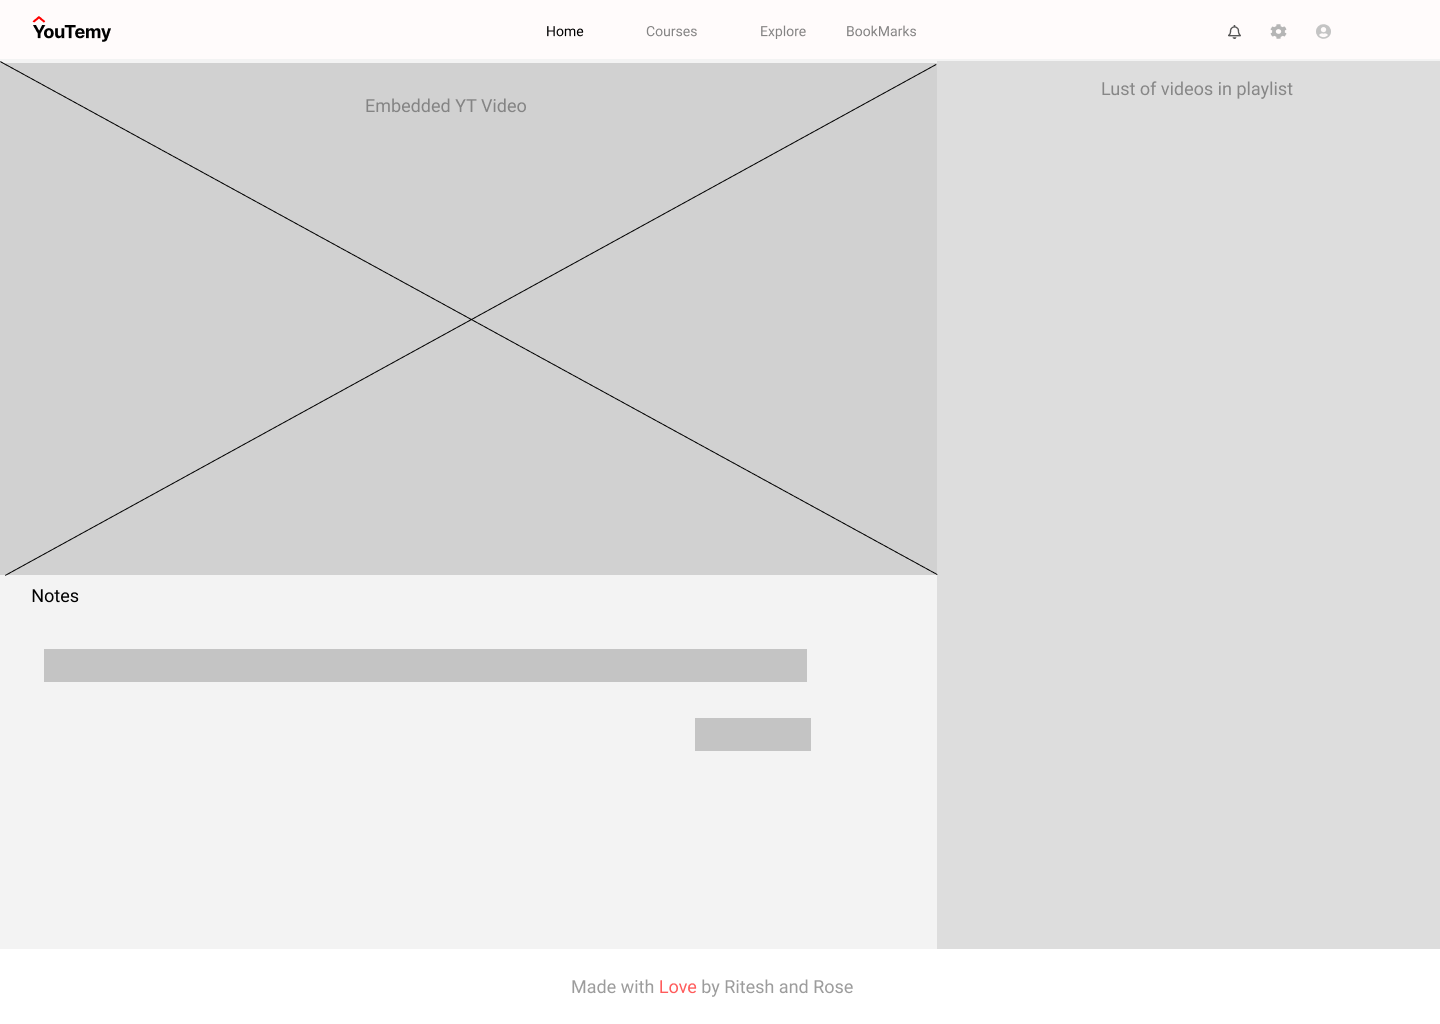 YouTemy
Home
Courses
Explore
BookMarks
Embedded YT Video
Lust of videos in playlist
Notes
Made with Love by Ritesh and Rose